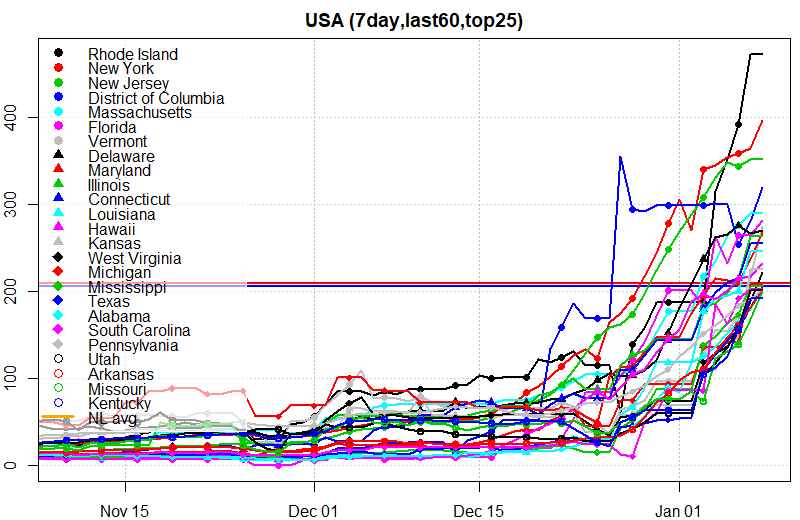 USA (7day,last60,top25)
Rhode Island
New York
New Jersey
District of Columbia
Massachusetts
Florida
Vermont
Delaware
Maryland
Illinois
Connecticut
Louisiana
Hawaii
Kansas
West Virginia
Michigan
Mississippi
Texas
Alabama
South Carolina
Pennsylvania
Utah
Arkansas
Missouri
Kentucky
NL avg
400
300
200
100
0
Nov 15
Dec 01
Dec 15
Jan 01